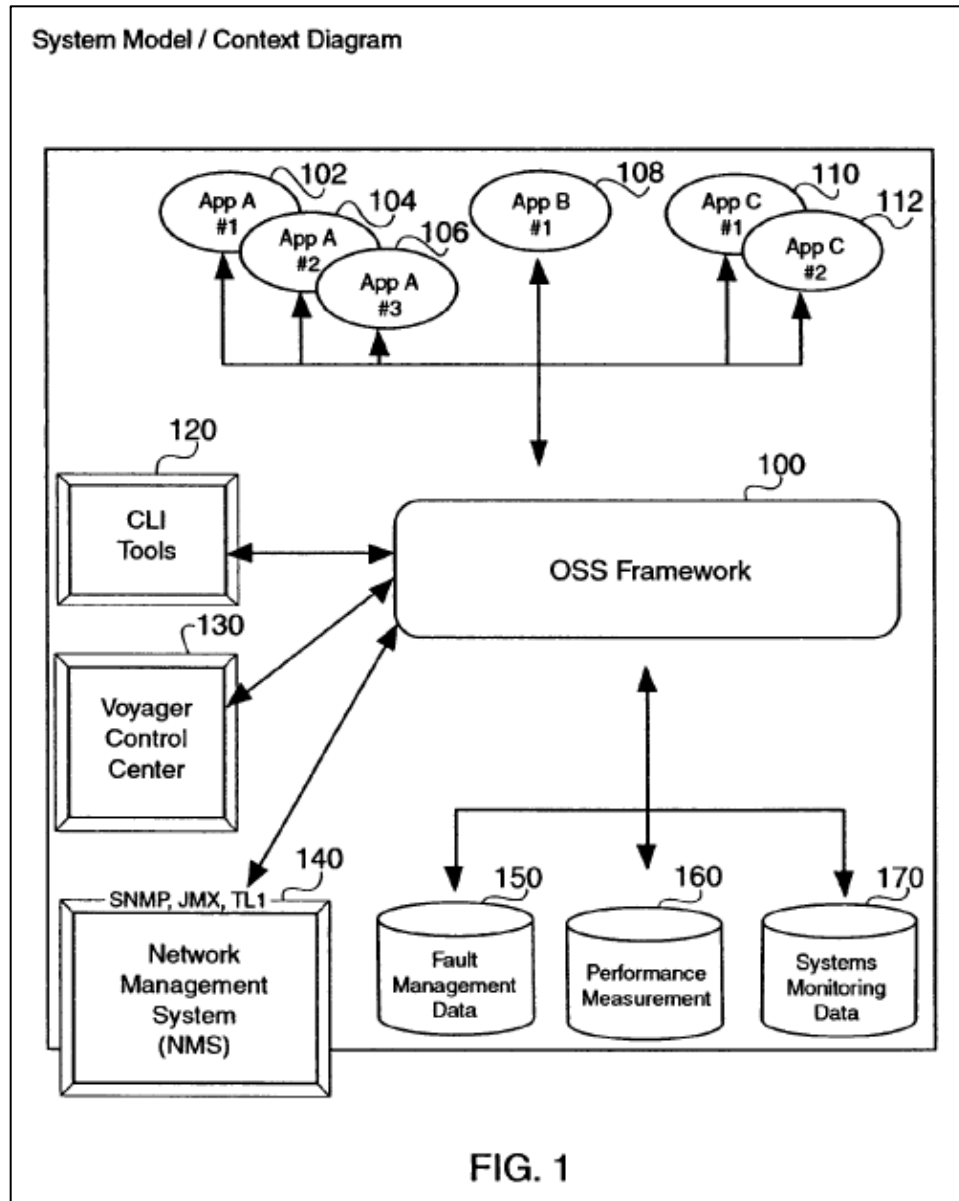 System Model / Context Diagram
102
App A
#1
104
App A
#2
106
App A
#3
108
App B
#1
110
App C
#1
112
App C
#2
120
CLI
Tools
100
OSS Framework
130
Voyager
Control
Center
140
SNMP, JMX, TL1
Network
Management
System
(NMS)
150
Fault
Management
Data
160
Performance
Measurement
170
Systems
Monitoring
Data
FIG. 1